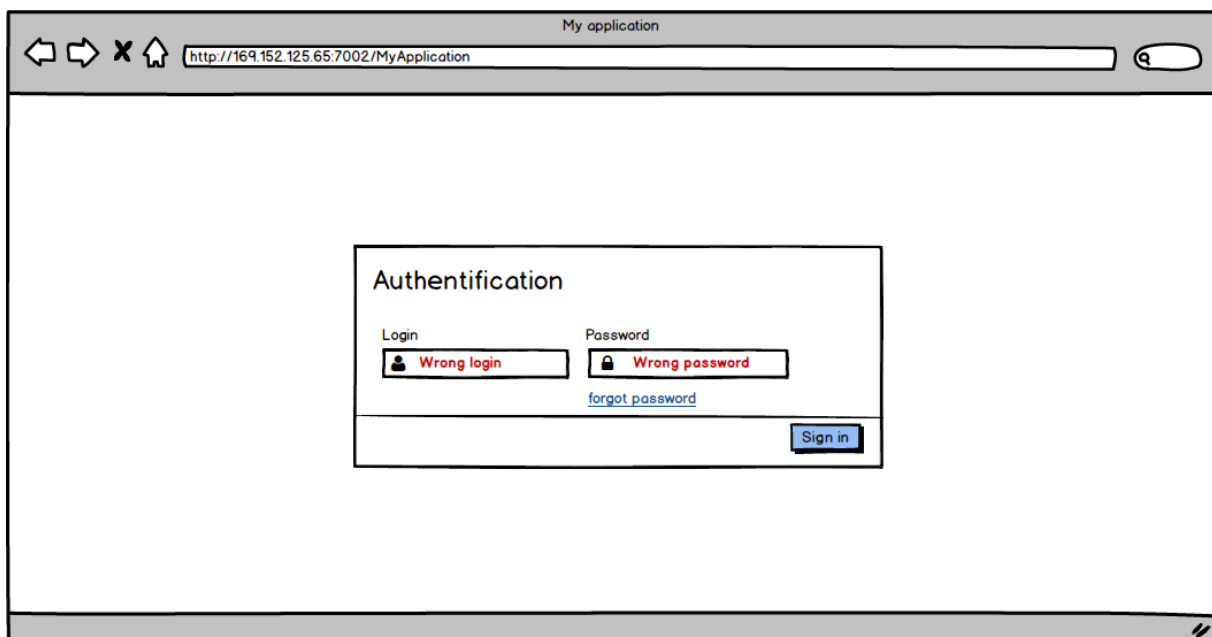 My application
http://169.152.125.65:7002/MyApplication
Authentification
Login Password
Wrong login Wrong password
forgot password
Sign in